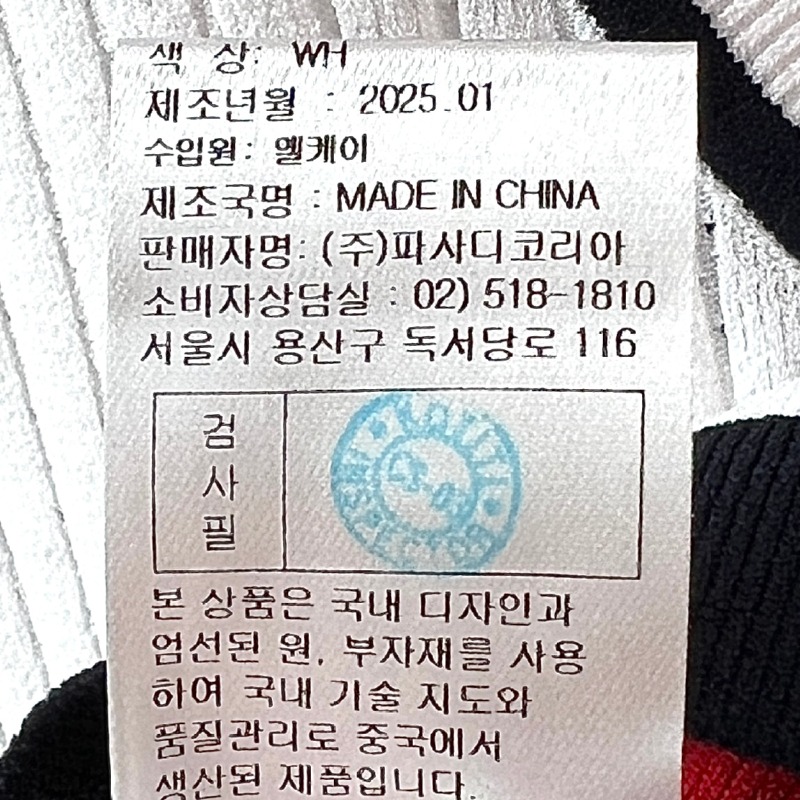 색 상: WH
제조년월 : 2025.01
수입원: 엘케이
제조국명 : MADE IN CHINA
판매자명: (주)파사디코리아
소비자상담실 : 02) 518-1810
서울시 용산구 독서당로 116
검
사
필
본 상품은 국내 디자인과
엄선된 원, 부자재를 사용
하여 국내 기술 지도와
품질관리로 중국에서
생산된 제품입니다.